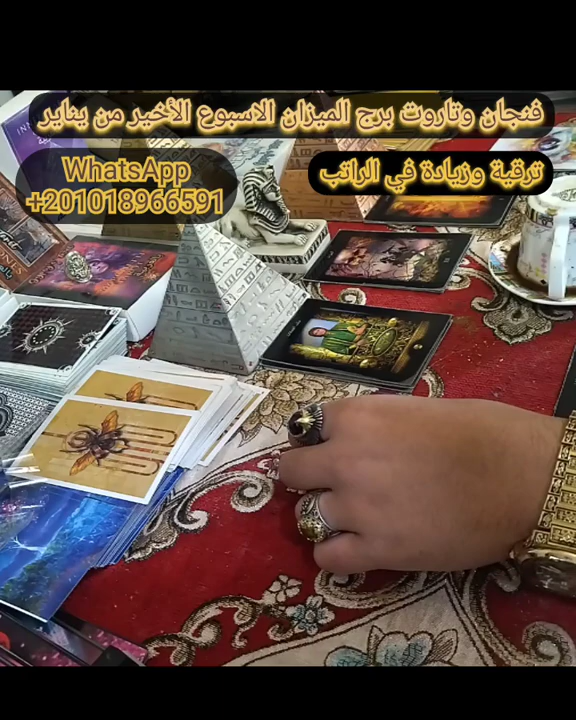 فنجان وتاروت برج الميزان الاسبوع الأخير من يناير
ترقية وزيادة في الراتب
WhatsApp
+201018966591